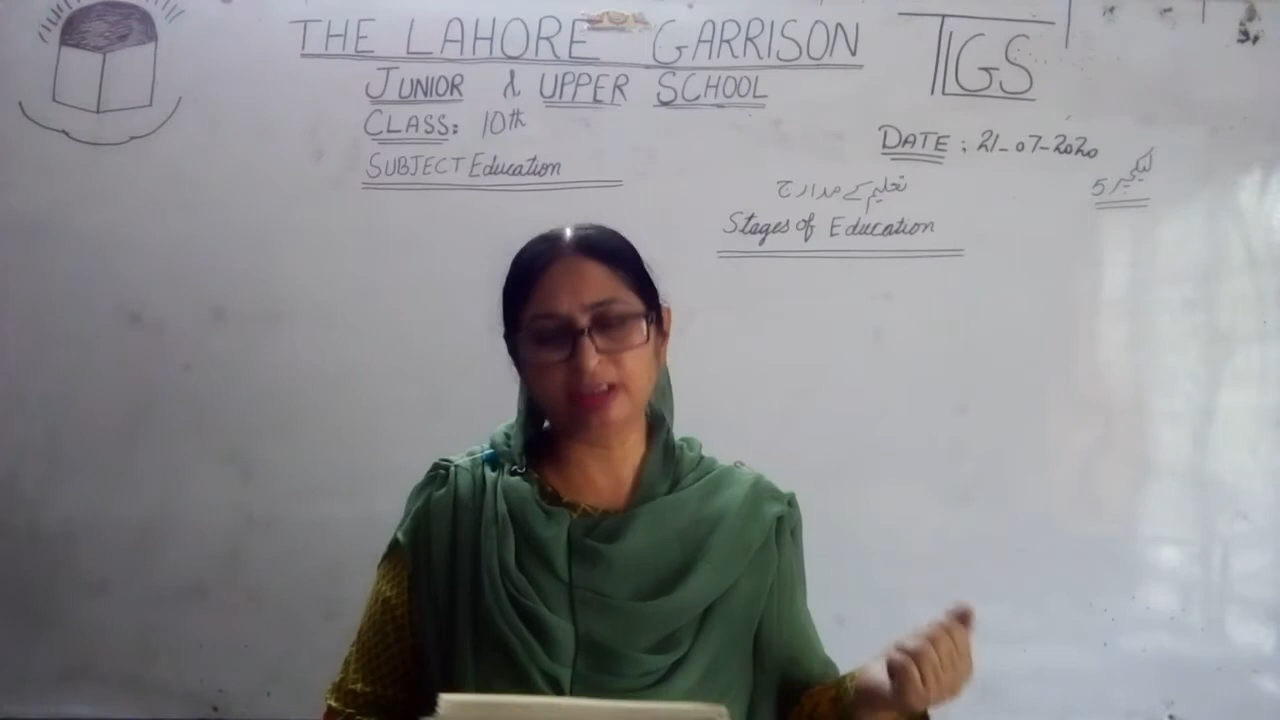 THE LAHORE GARRISON
TLGS
JUNIOR & UPPER SCHOOL
CLASS: 10th
DATE : 21-07-2020
SUBJECT Education
لیکچر 5
تعلیم کے مدارج
Stages of Education